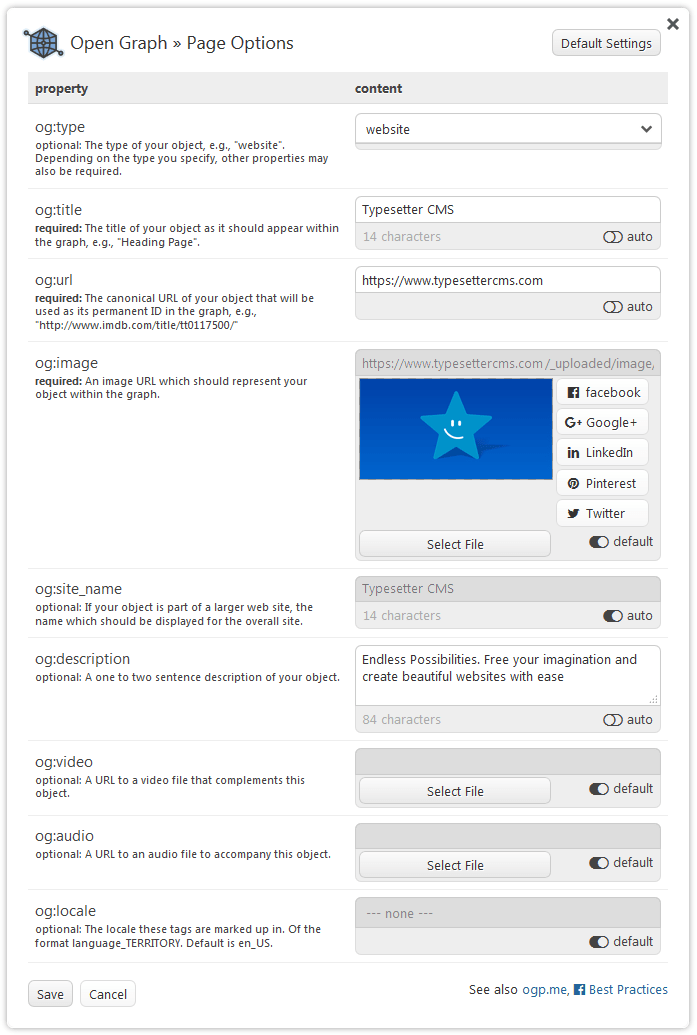 Open Graph » Page Options
Default Settings
property
content
og:type
optional: The type of your object, e.g., "website".
Depending on the type you specify, other properties may
also be required.
website
og:title
required: The title of your object as it should appear within
the graph, e.g., "Heading Page".
Typesetter CMS
14 characters
auto
og:url
required: The canonical URL of your object that will be
used as its permanent ID in the graph, e.g.,
"http://www.imdb.com/title/tt0117500/"
https://www.typesettercms.com
auto
og:image
required: An image URL which should represent your
object within the graph.
https://www.typesettercms.com/_uploaded/image,
facebook
G+ Google+
in LinkedIn
Pinterest
Twitter
Select File
default
og:site_name
optional: If your object is part of a larger web site, the
name which should be displayed for the overall site.
Typesetter CMS
14 characters
auto
og:description
optional: A one to two sentence description of your object.
Endless Possibilities. Free your imagination and
create beautiful websites with ease
84 characters
auto
og:video
optional: A URL to a video file that complements this
object.
Select File
default
og:audio
optional: A URL to an audio file to accompany this object.
Select File
default
og:locale
optional: The locale these tags are marked up in. Of the
format language_TERRITORY. Default is en_US.
--- none ---
default
Save
Cancel
See also ogp.me, Best Practices